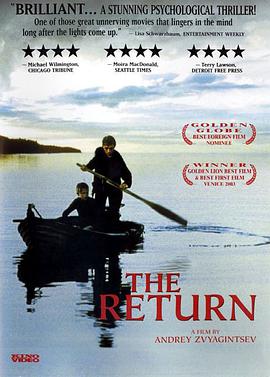 "BRILLIANT... A STUNNING PSYCHOLOGICAL THRILLER!
One of those great unnerving movies that lingers in the mind
long after the lights come up." – Lisa Schwarzbaum, ENTERTAINMENT WEEKLY
– Michael Wilmington,
CHICAGO TRIBUNE
– Moira MacDonald,
SEATTLE TIMES
– Terry Lawson,
DETROIT FREE PRESS
GOLDEN
GLOBE
BEST FOREIGN FILM
NOMINEE
WINNER
GOLDEN LION BEST FILM
& BEST FIRST FILM
VENICE 2003
THE
RETURN
A FILM BY
ANDREY ZVYAGINTSEV
KINO
VIDEO